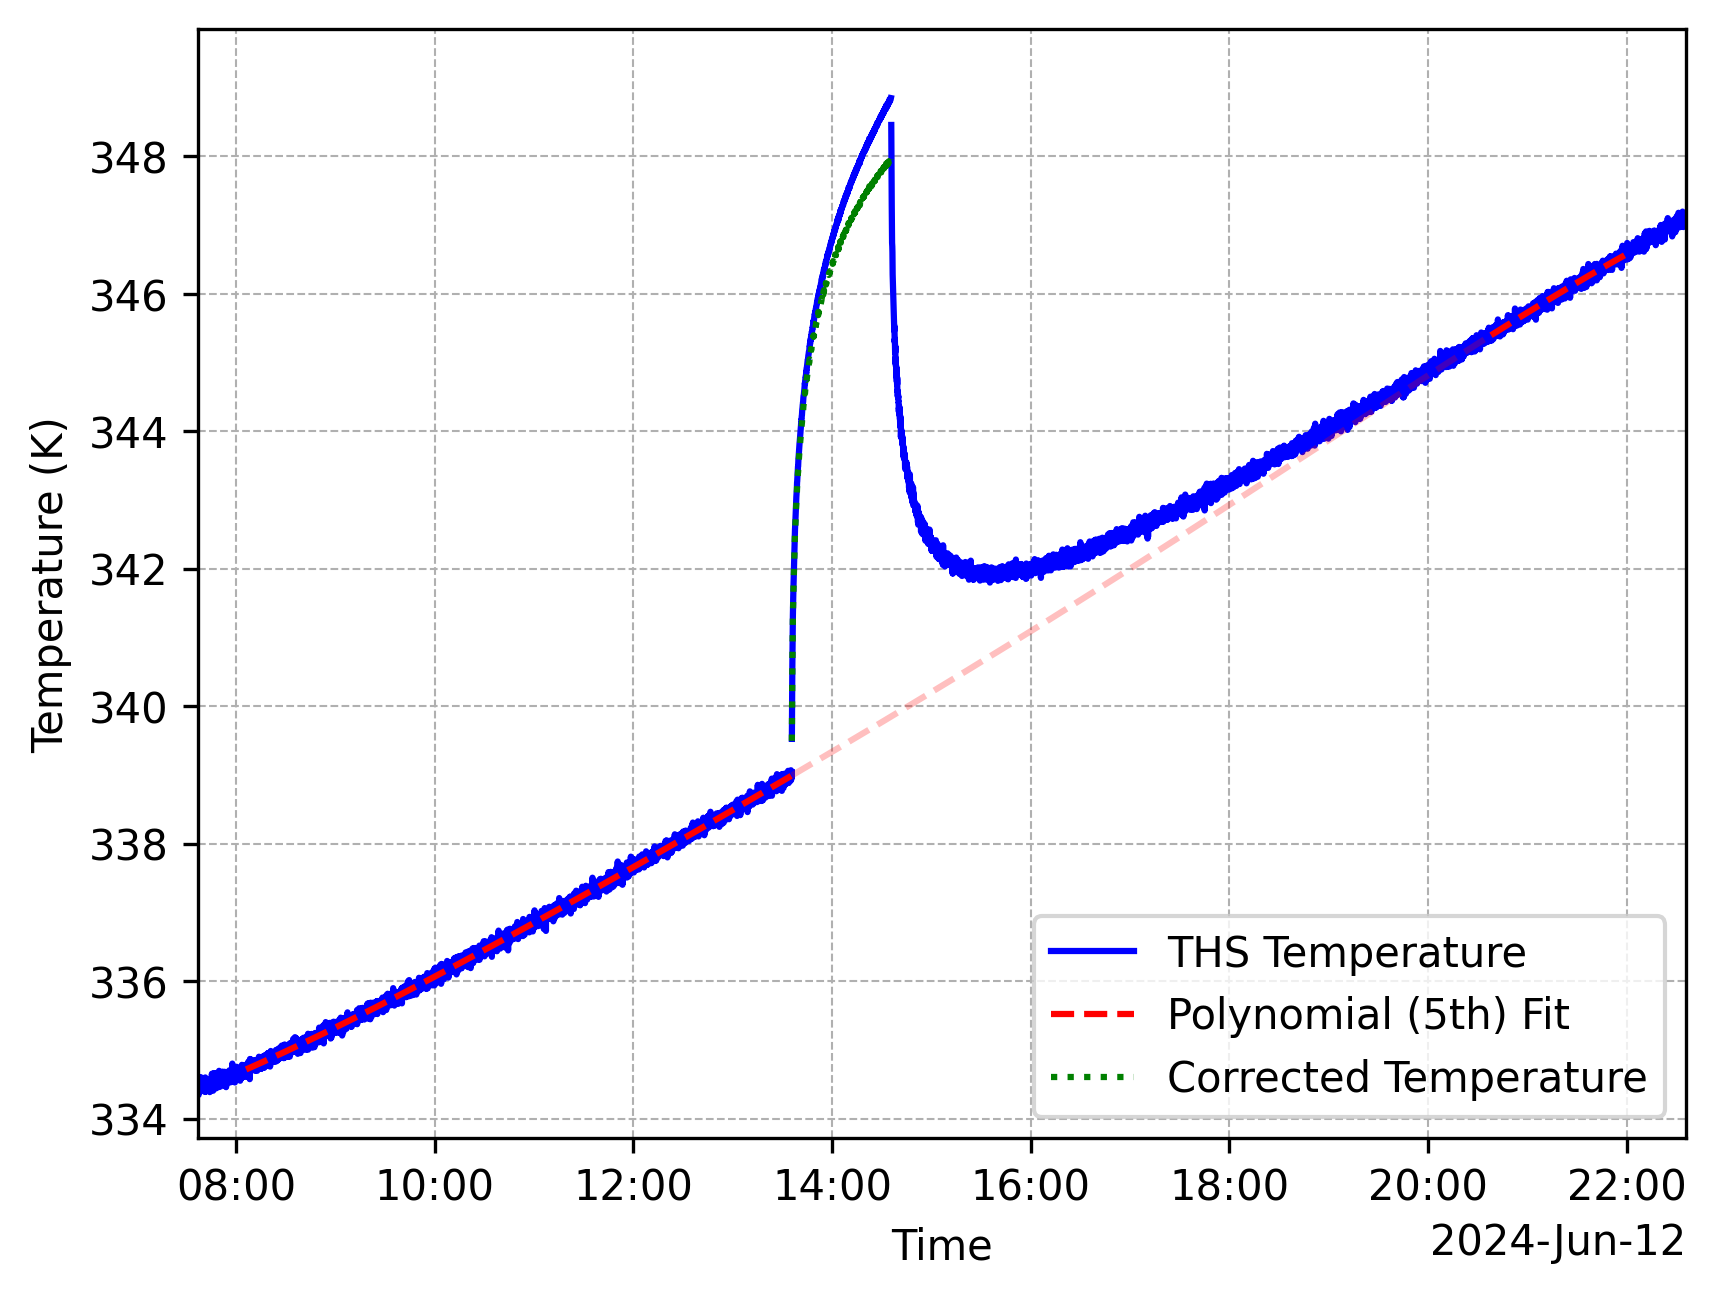 348
346
344
342
340
338
336
334
Temperature (K)
THS Temperature
Polynomial (5th) Fit
Corrected Temperature
08:00 10:00 12:00 14:00 16:00 18:00 20:00 22:00
Time
2024-Jun-12